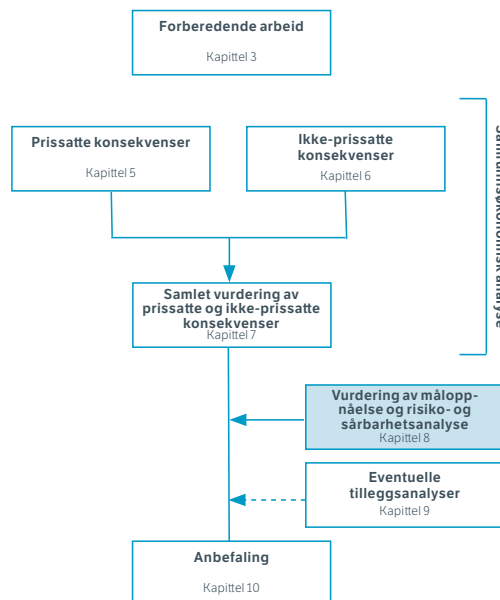 Forberedende arbeid
Kapittel 3
Prissatte konsekvenser
Kapittel 5
Ikke-prissatte
konsekvenser
Kapittel 6
Samlet vurdering av
prissatte og ikke-prissatte
konsekvenser
Kapittel 7
Vurdering av målopp-
nåelse og risiko- og
sårbarhetsanalyse
Kapittel 8
Eventuelle
tilleggsanalyser
Kapittel 9
Anbefaling
Kapittel 10